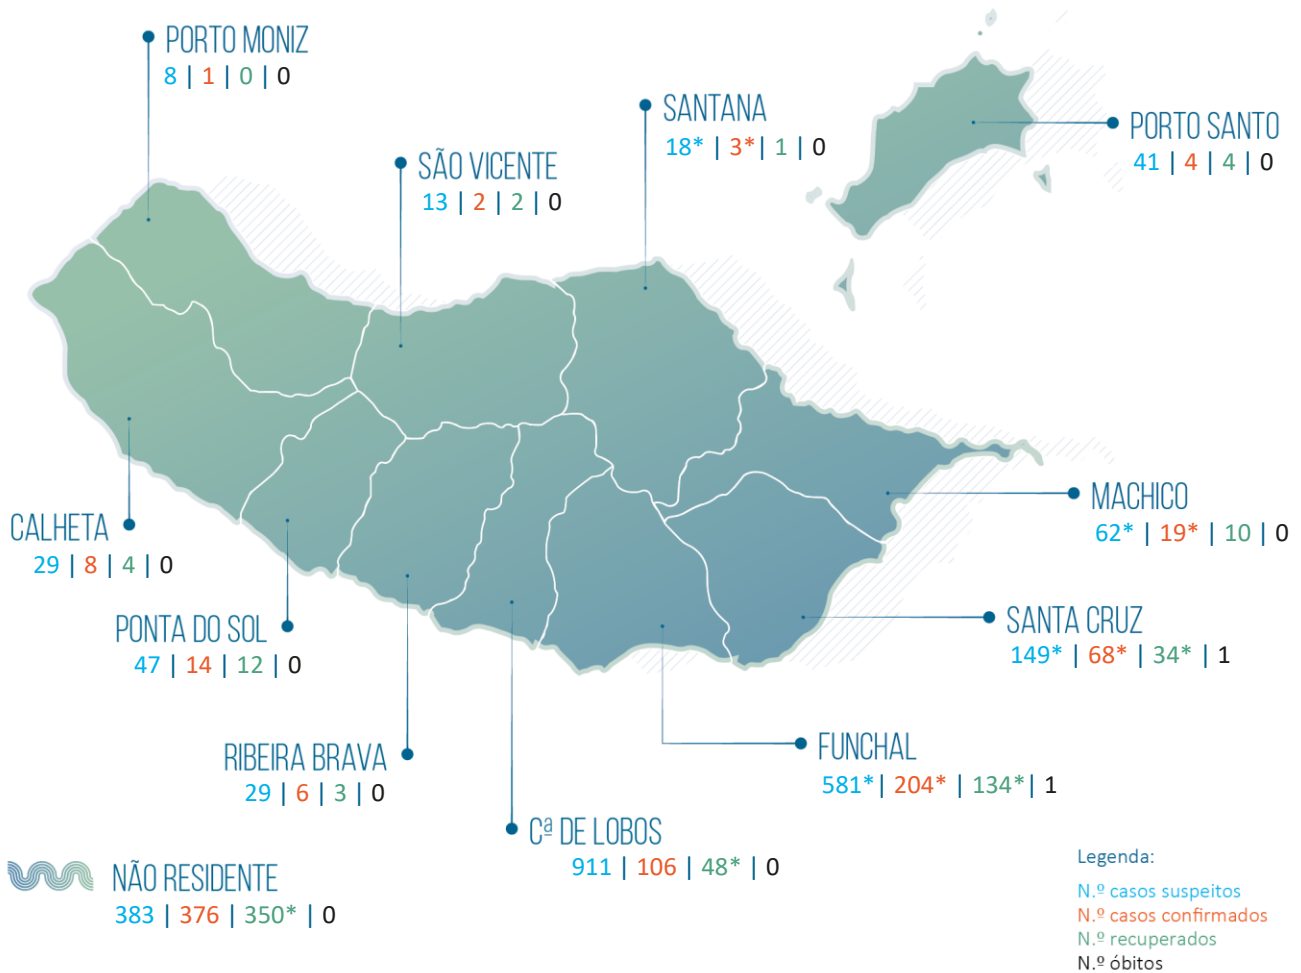 PORTO MONIZ
8 | 1 | 0 | 0
SANTANA
18* | 3* | 1 | 0
PORTO SANTO
41 | 4 | 4 | 0
SÃO VICENTE
13 | 2 | 2 | 0
MACHICO
62* | 19* | 10 | 0
CALHETA
29 | 8 | 4 | 0
PONTA DO SOL
47 | 14 | 12 | 0
SANTA CRUZ
149* | 68* | 34* | 1
RIBEIRA BRAVA
29 | 6 | 3 | 0
FUNCHAL
581* | 204* | 134* | 1
Cª DE LOBOS
911 | 106 | 48* | 0
NÃO RESIDENTE
383 | 376 | 350* | 0
Legenda:
N.º casos suspeitos
N.º casos confirmados
N.º recuperados
N.º óbitos